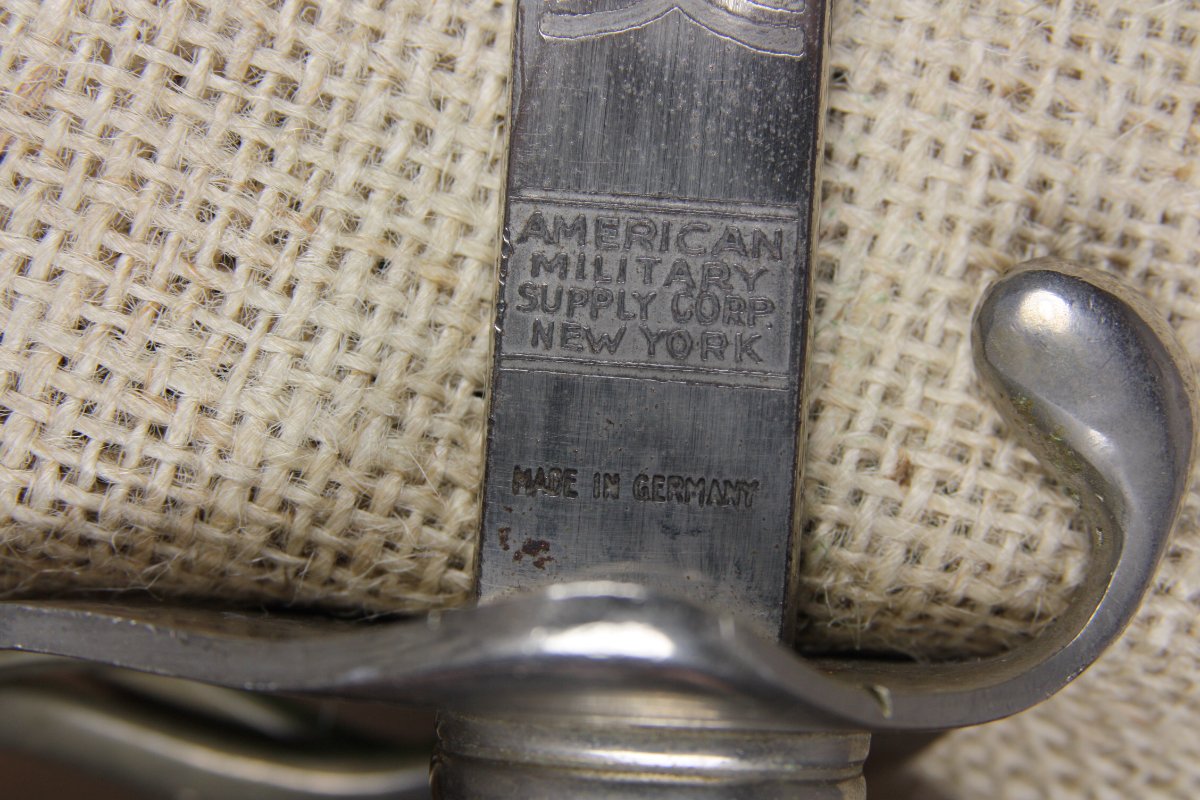 AMERICAN
MILITARY
SUPPLY CORP.
NEW YORK
MADE IN GERMANY